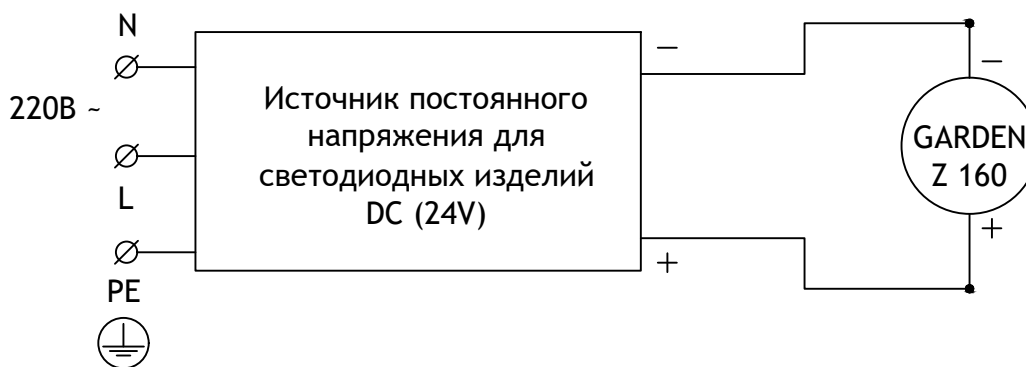 N
220В ~
L
PE
Источник постоянного
напряжения для
светодиодных изделий
DC (24V)
−
+
−
GARDEN
Z 160
+